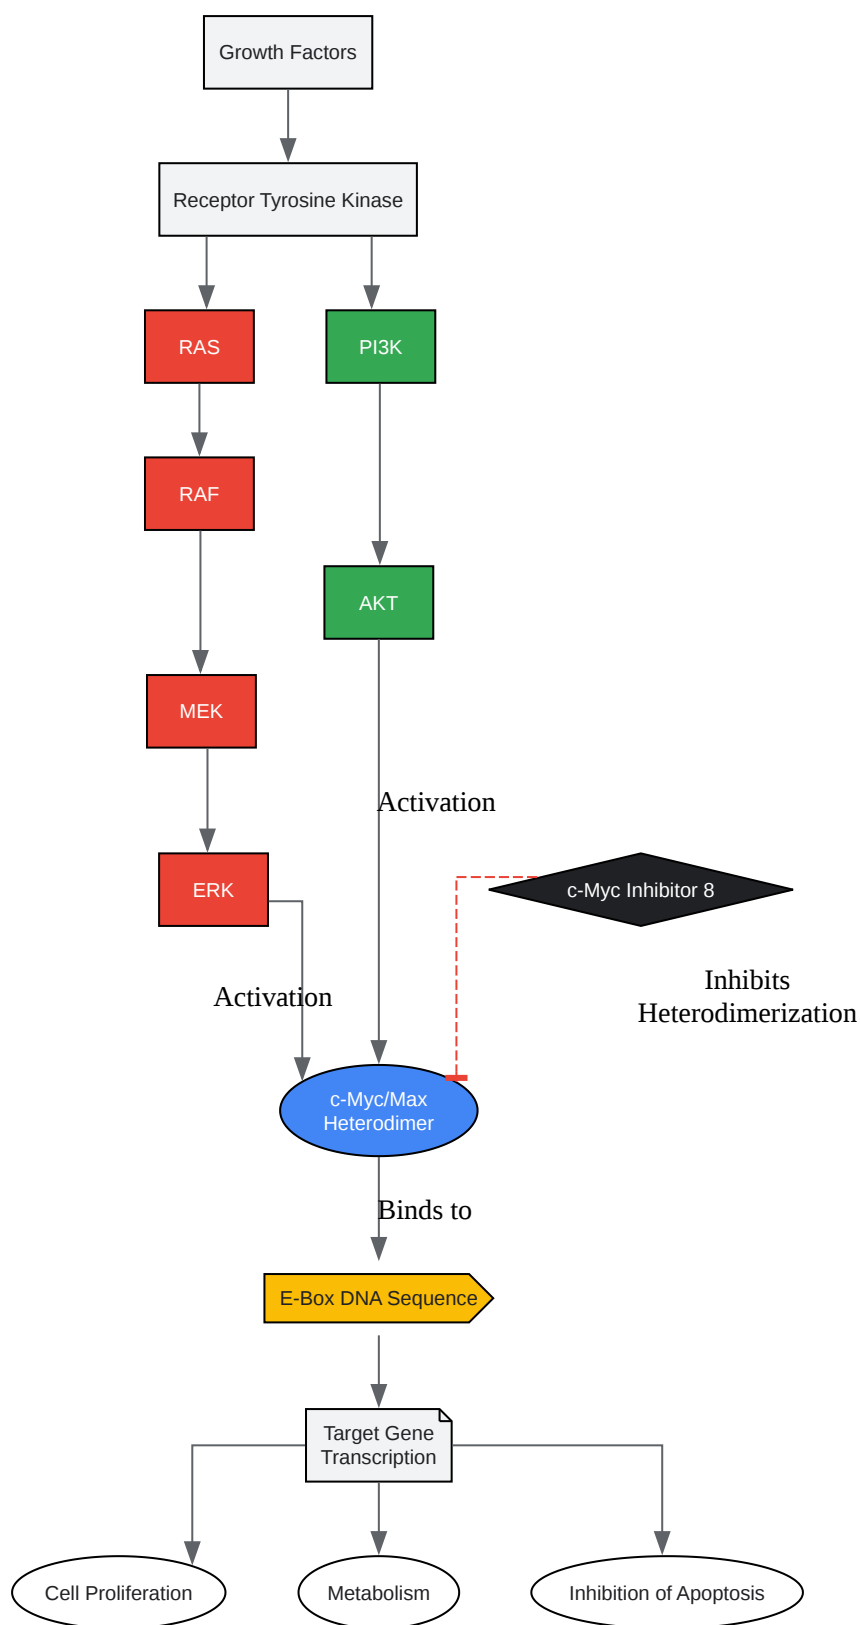 Growth Factors
Receptor Tyrosine Kinase
RAS
PI3K
RAF
AKT
MEK
Activation
ERK
c-Myc Inhibitor 8
Activation
Inhibits
Heterodimerization
c-Myc/Max
Heterodimer
Binds to
E-Box DNA Sequence
Target Gene
Transcription
Cell Proliferation
Metabolism
Inhibition of Apoptosis